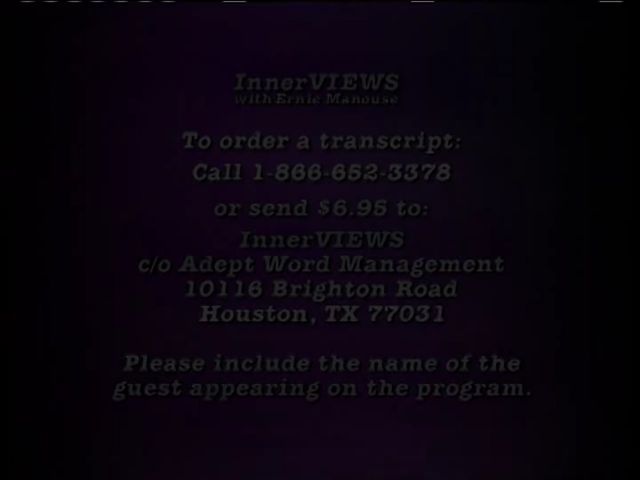 InnerVIEWS
with Ernie Manouse
To order a transcript:
Call 1-866-652-3378
or send $6.95 to:
InnerVIEWS
c/o Adept Word Management
10116 Brighton Road
Houston, TX 77031
Please include the name of the
guest appearing on the program.